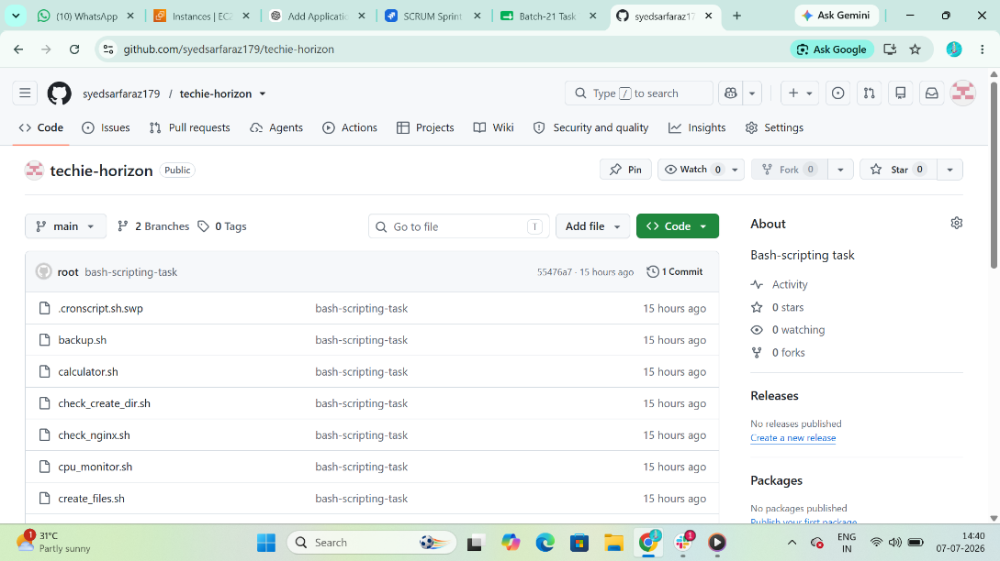 (10) WhatsApp
Instances | EC2
Add Applicatio
SCRUM Sprint
Batch-21 Task
syedsarfaraz179
Ask Gemini
github.com/syedsarfaraz179/techie-horizon
Ask Google
syedsarfaraz179 / techie-horizon
Type / to search
Code
Issues
Pull requests
Agents
Actions
Projects
Wiki
Security and quality
Insights
Settings
techie-horizon Public
Pin
Watch 0
Fork 0
Star 0
main
2 Branches
0 Tags
Go to file T
Add file
Code
root bash-scripting-task 55476a7 · 15 hours ago 1 Commit
.cronscript.sh.swp bash-scripting-task 15 hours ago
backup.sh bash-scripting-task 15 hours ago
calculator.sh bash-scripting-task 15 hours ago
check_create_dir.sh bash-scripting-task 15 hours ago
check_nginx.sh bash-scripting-task 15 hours ago
cpu_monitor.sh bash-scripting-task 15 hours ago
create_files.sh bash-scripting-task 15 hours ago
About
Bash-scripting task
Activity
0 stars
0 watching
0 forks
Releases
No releases published
Create a new release
Packages
No packages published
Publish your first package
1
31°C
Partly sunny
Search
1
ENG
IN
14:40
07-07-2026